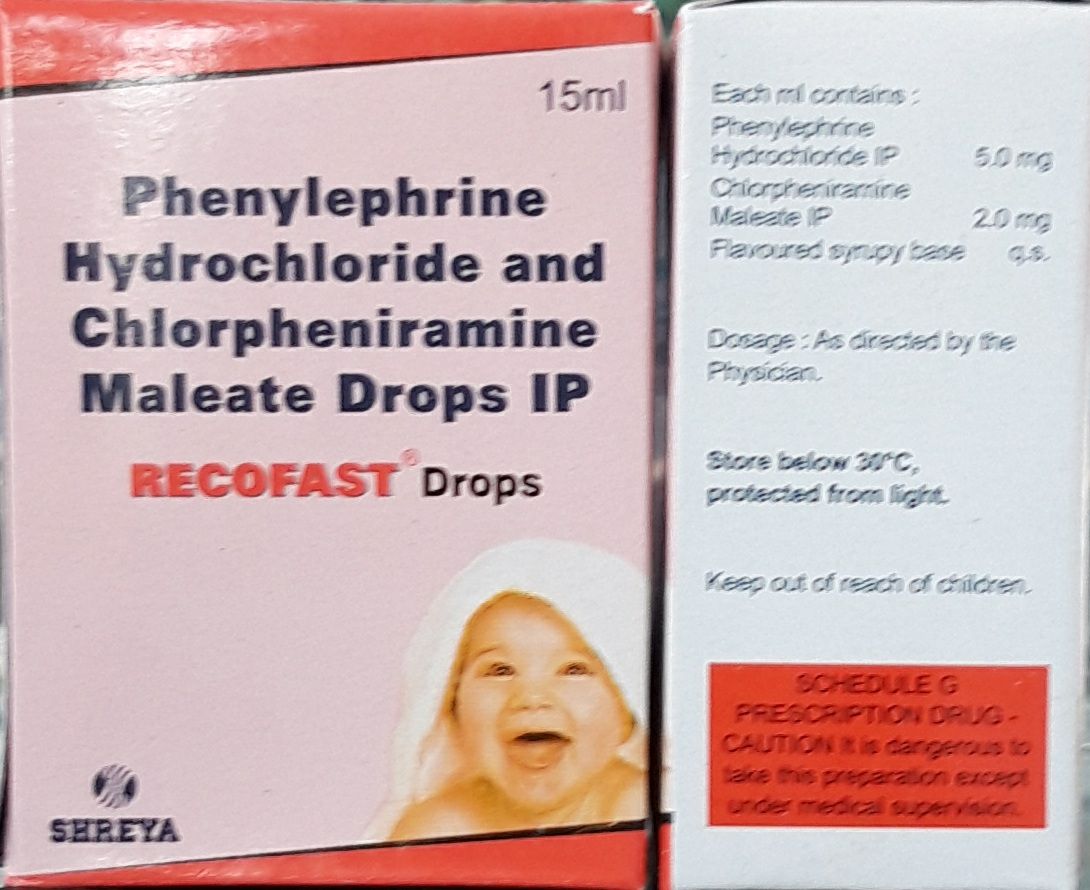 15ml
Phenylephrine
Hydrochloride and
Chlorpheniramine
Maleate Drops IP
RECOFAST® Drops
SHREYA
Each ml contains :
Phenylephrine
Hydrochloride IP 5.0 mg
Chlorpheniramine
Maleate IP 2.0 mg
Flavoured syrupy base q.s.
Dosage : As directed by the
Physician.
Store below 30°C,
protected from light.
Keep out of reach of children.
SCHEDULE G
PRESCRIPTION DRUG -
CAUTION It is dangerous to
take this preparation except
under medical supervision.